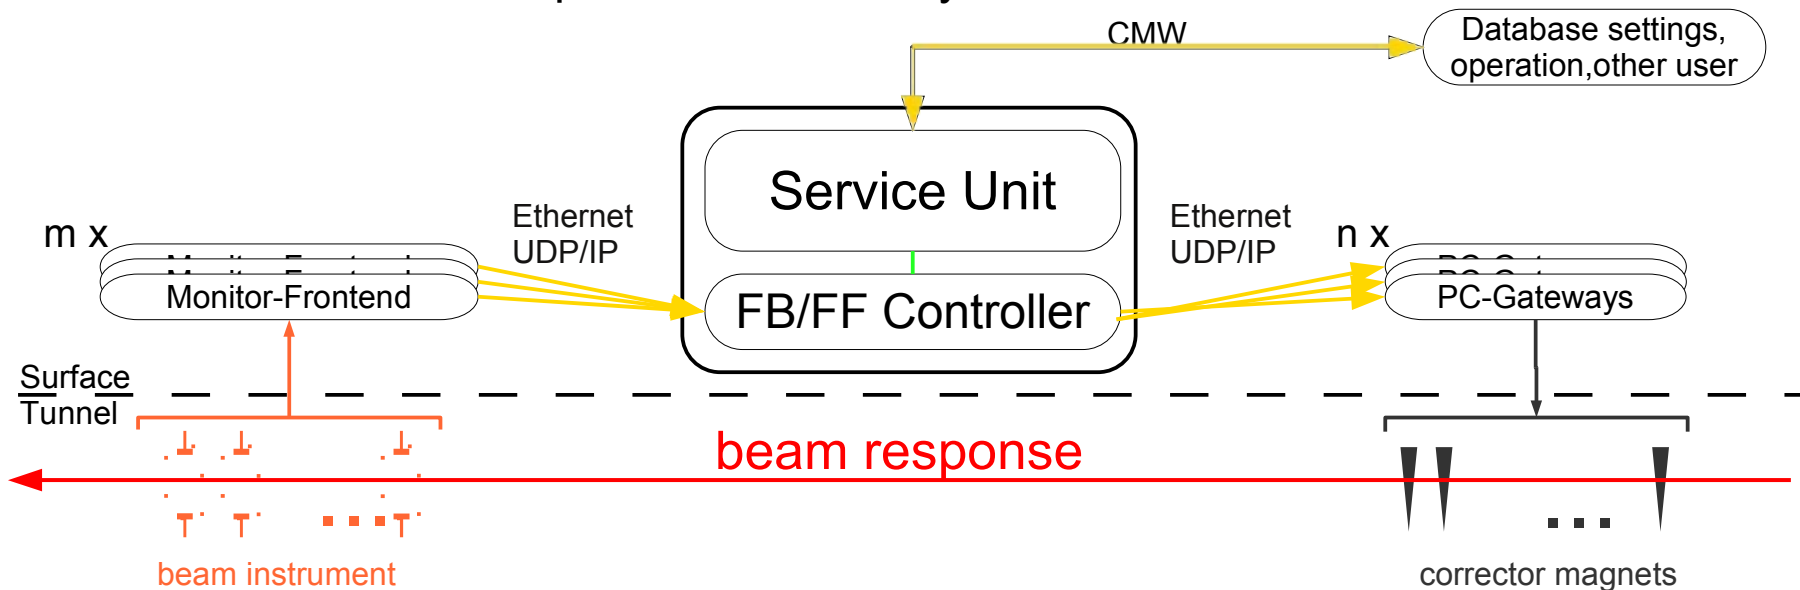 CMW
Database settings,
operation,other user
Service Unit
Ethernet
UDP/IP
Ethernet
UDP/IP
m x
n x
Monitor-Frontend
FB/FF Controller
PC-Gateways
Surface
Tunnel
beam response
beam instrument
corrector magnets